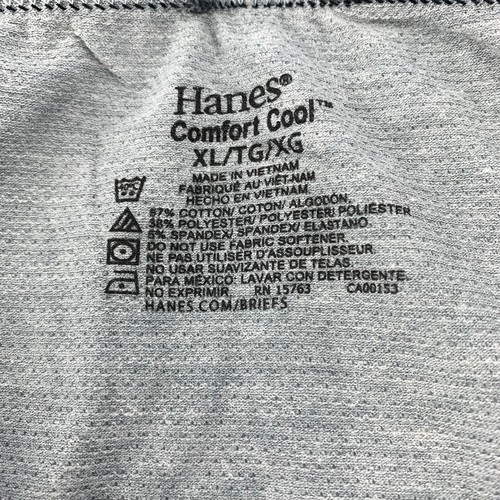 Hanes®
Comfort Cool™
XL/TG/XG
MADE IN VIETNAM
FABRIQUÉ AU VIÊT-NAM
HECHO EN VIETNAM
57% COTTON/ COTON/ ALGODÓN,
38% POLYESTER/ POLYESTER/ POLIÉSTER
5% SPANDEX/ SPANDEX/ ELASTANO.
DO NOT USE FABRIC SOFTENER.
NE PAS UTILISER D'ASSOUPLISSEUR
NO USAR SUAVIZANTE DE TELAS.
PARA MÉXICO: LAVAR CON DETERGENTE.
NO EXPRIMIR RN 15763 CA00153
HANES.COM/BRIEFS